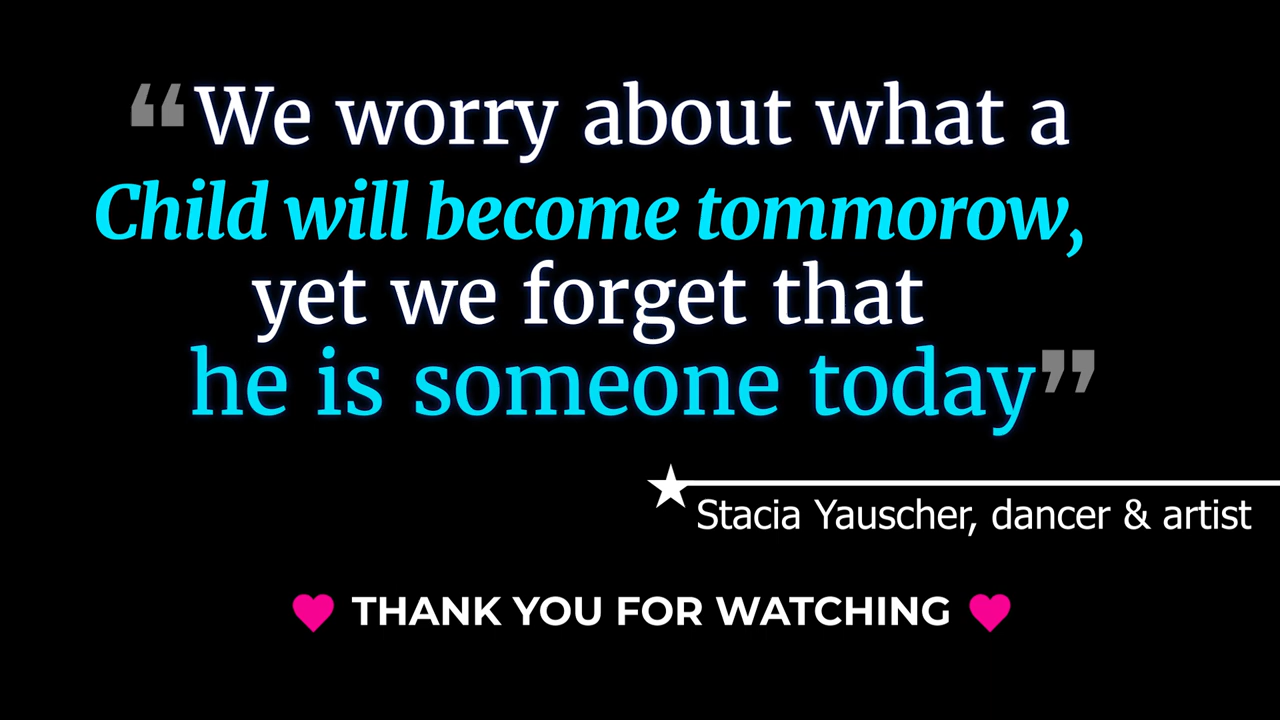 “We worry about what a
Child will become tommorow,
yet we forget that
he is someone today”
Stacia Yauscher, dancer & artist
THANK YOU FOR WATCHING